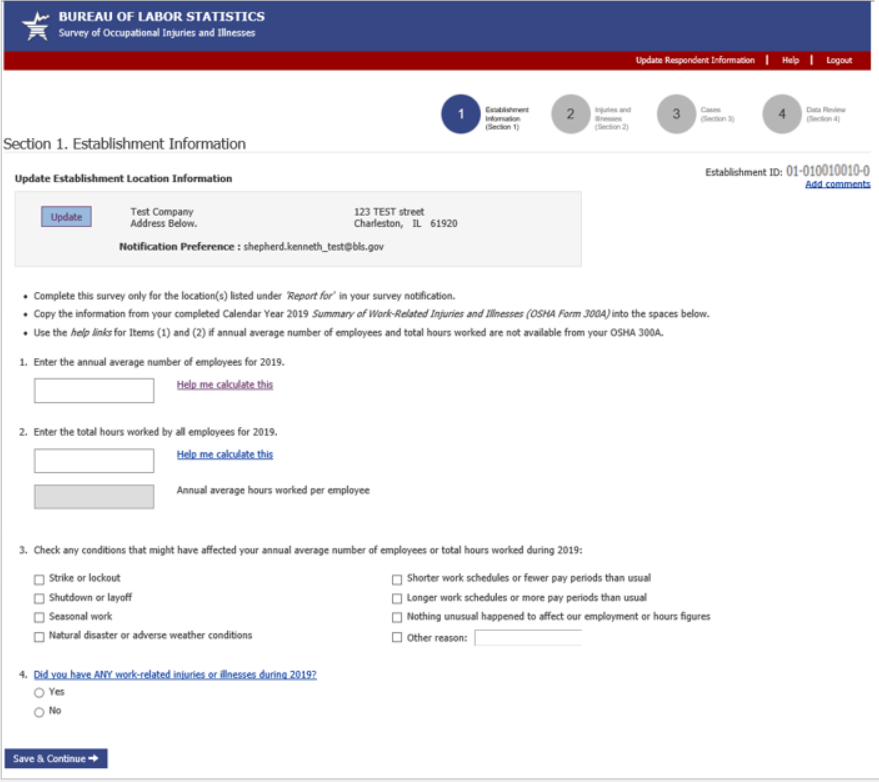 BUREAU OF LABOR STATISTICS
Survey of Occupational Injuries and Illnesses
Update Respondent Information | Help | Logout
1 Establishment Information (Section 1)
2 Injuries and Illnesses (Section 2)
3 Cases (Section 3)
4 Data Review (Section 4)
Section 1. Establishment Information
Establishment ID: 01-010010010-0
Add comments
Update Establishment Location Information
Update
Test Company
Address Below.
123 TEST street
Charleston, IL 61920
Notification Preference : shepherd.kenneth_test@bls.gov
• Complete this survey only for the location(s) listed under 'Report for' in your survey notification.
• Copy the information from your completed Calendar Year 2019 Summary of Work-Related Injuries and Illnesses (OSHA Form 300A) into the spaces below.
• Use the help links for Items (1) and (2) if annual average number of employees and total hours worked are not available from your OSHA 300A.
1. Enter the annual average number of employees for 2019.
Help me calculate this
2. Enter the total hours worked by all employees for 2019.
Help me calculate this
Annual average hours worked per employee
3. Check any conditions that might have affected your annual average number of employees or total hours worked during 2019:
Strike or lockout
Shutdown or layoff
Seasonal work
Natural disaster or adverse weather conditions
Shorter work schedules or fewer pay periods than usual
Longer work schedules or more pay periods than usual
Nothing unusual happened to affect our employment or hours figures
Other reason:
4. Did you have ANY work-related injuries or illnesses during 2019?
Yes
No
Save & Continue ➔